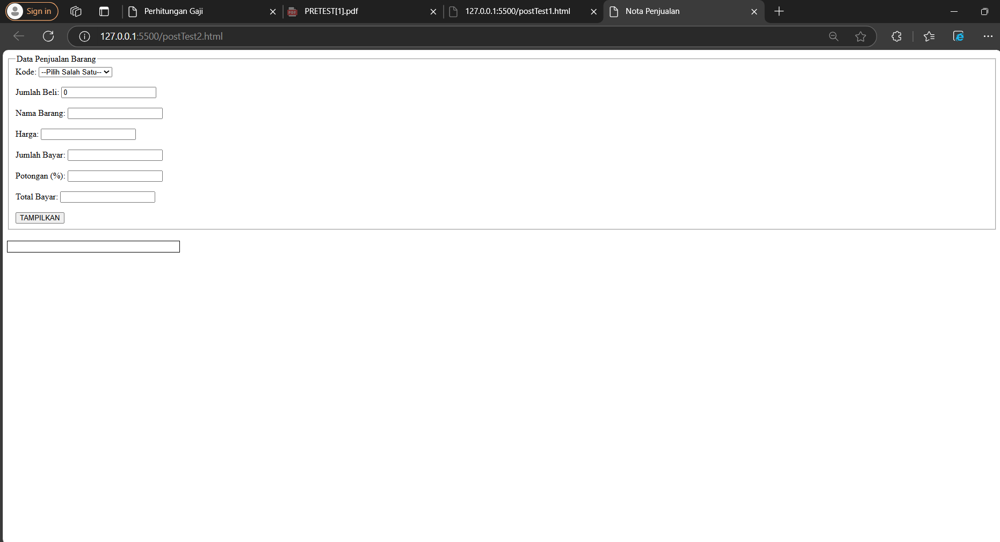 Sign in
Perhitungan Gaji
PRETEST[1].pdf
127.0.0.1:5500/postTest1.html
Nota Penjualan
127.0.0.1:5500/postTest2.html
Data Penjualan Barang
Kode: --Pilih Salah Satu--
Jumlah Beli: 0
Nama Barang:
Harga:
Jumlah Bayar:
Potongan (%):
Total Bayar:
TAMPILKAN